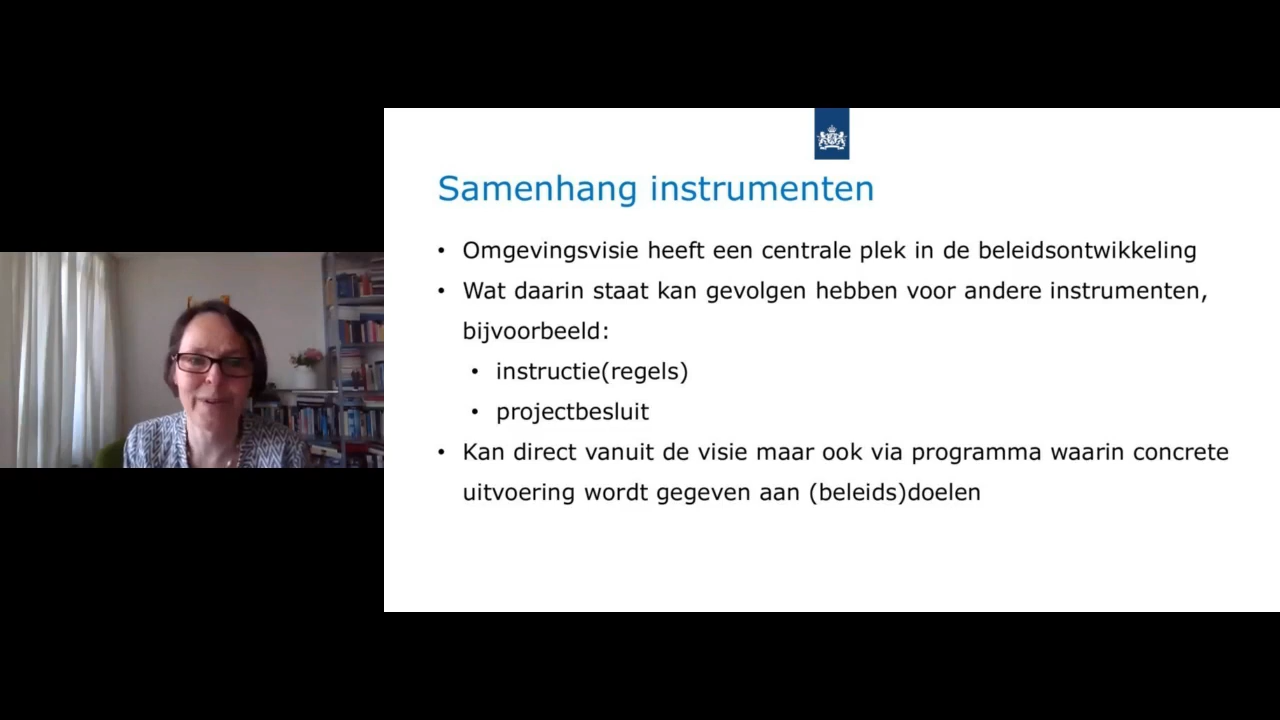 Samenhang instrumenten
• Omgevingsvisie heeft een centrale plek in de beleidsontwikkeling
• Wat daarin staat kan gevolgen hebben voor andere instrumenten,
bijvoorbeeld:
• instructie(regels)
• projectbesluit
• Kan direct vanuit de visie maar ook via programma waarin concrete
uitvoering wordt gegeven aan (beleids)doelen